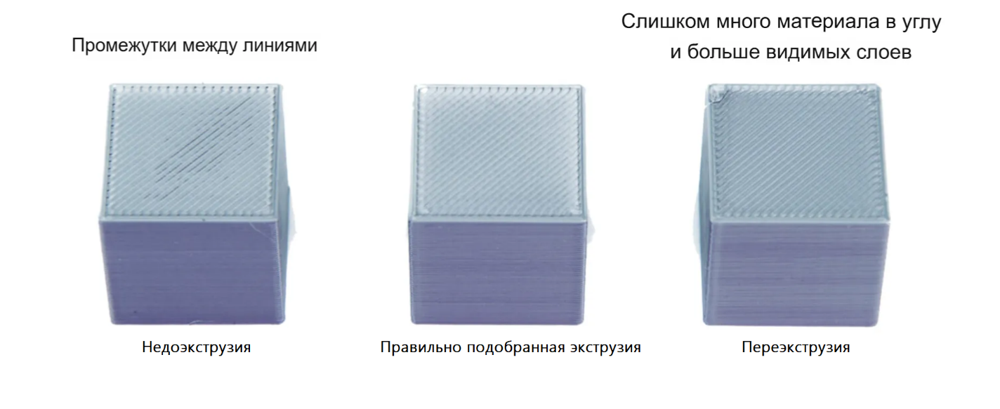 Промежутки между линиями
Слишком много материала в углу
и больше видимых слоев
Недоэкструзия
Правильно подобранная экструзия
Переэкструзия